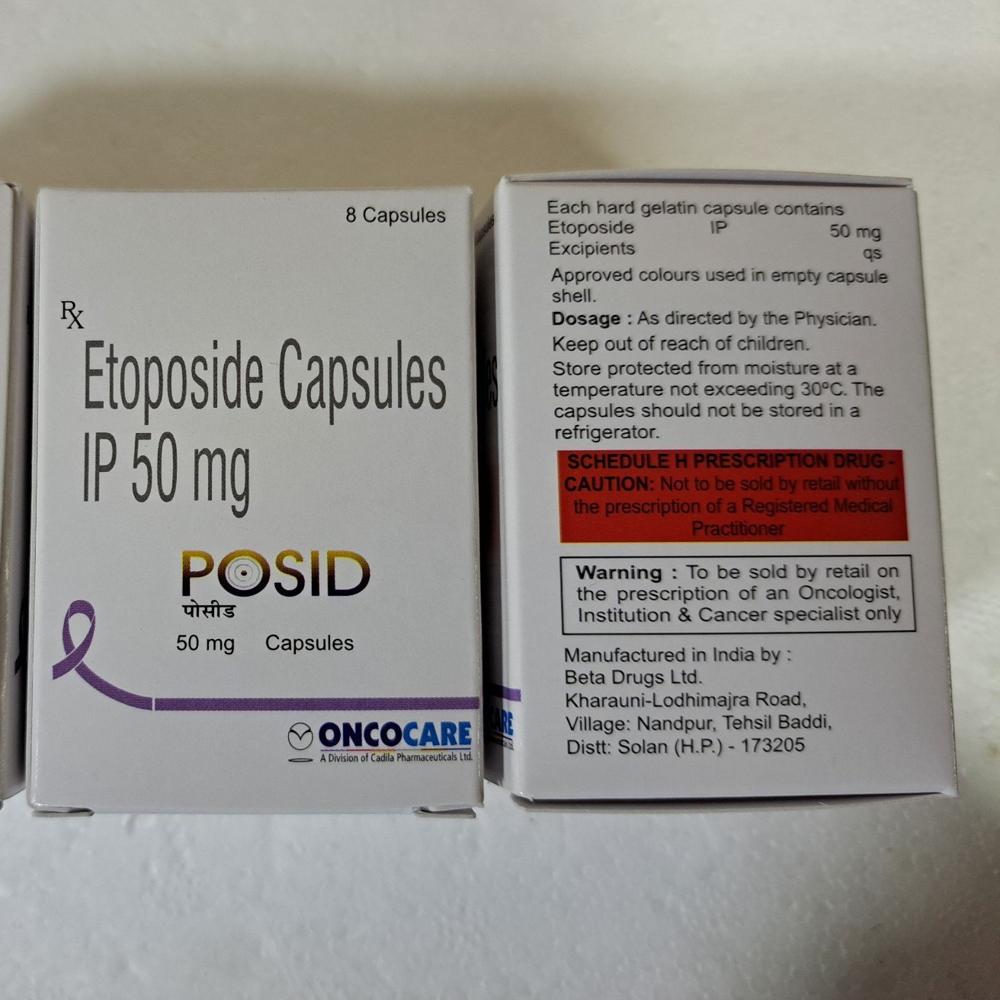 8 Capsules
Rx
Etoposide Capsules
IP 50 mg
POSID
पोसीड
50 mg Capsules
ONCOCARE
A Division of Cadila Pharmaceuticals Ltd.
Each hard gelatin capsule contains
Etoposide IP 50 mg
Excipients qs
Approved colours used in empty capsule
shell.
Dosage : As directed by the Physician.
Keep out of reach of children.
Store protected from moisture at a
temperature not exceeding 30ºC. The
capsules should not be stored in a
refrigerator.
SCHEDULE H PRESCRIPTION DRUG -
CAUTION: Not to be sold by retail without
the prescription of a Registered Medical
Practitioner
Warning : To be sold by retail on
the prescription of an Oncologist,
Institution & Cancer specialist only
Manufactured in India by :
Beta Drugs Ltd.
Kharauni-Lodhimajra Road,
Village: Nandpur, Tehsil Baddi,
Distt: Solan (H.P.) - 173205